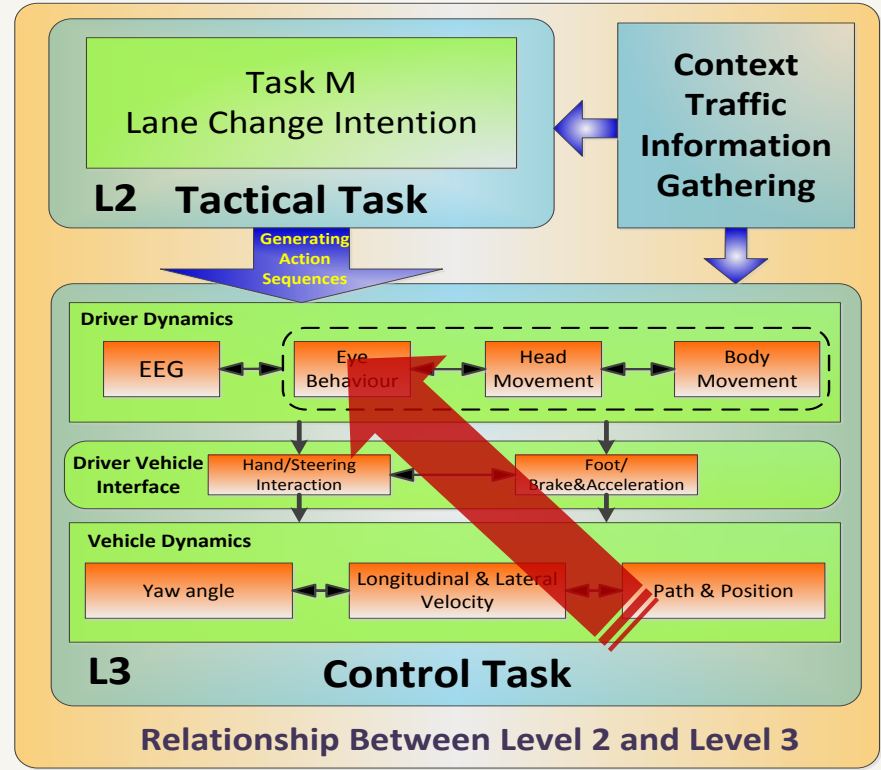 Task M
Lane Change Intention
L2 Tactical Task
Context
Traffic
Information
Gathering
Generating
Action
Sequences
Driver Dynamics
EEG
Eye
Behaviour
Head
Movement
Body
Movement
Driver Vehicle
Interface
Hand/Steering
Interaction
Foot/
Brake&Acceleration
Vehicle Dynamics
Yaw angle
Longitudinal & Lateral
Velocity
Path & Position
L3 Control Task
Relationship Between Level 2 and Level 3